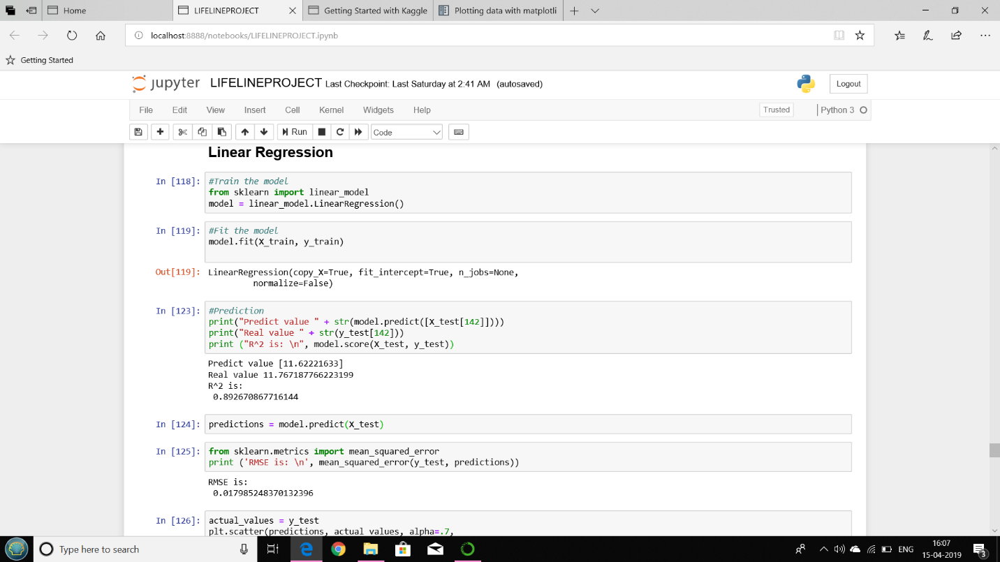 Home
LIFELINEPROJECT
Getting Started with Kaggle
Plotting data with matplotli
localhost:8888/notebooks/LIFELINEPROJECT.ipynb
Getting Started
jupyter LIFELINEPROJECT Last Checkpoint: Last Saturday at 2:41 AM (autosaved)
Logout
File Edit View Insert Cell Kernel Widgets Help
Trusted
Python 3
Run
Code
Linear Regression
In [118]: #Train the model
from sklearn import linear_model
model = linear_model.LinearRegression()
In [119]: #Fit the model
model.fit(X_train, y_train)
Out[119]: LinearRegression(copy_X=True, fit_intercept=True, n_jobs=None,
normalize=False)
In [123]: #Prediction
print("Predict value " + str(model.predict([X_test[142]])))
print("Real value " + str(y_test[142]))
print ("R^2 is: \n", model.score(X_test, y_test))
Predict value [11.62221633]
Real value 11.767187766223199
R^2 is:
0.892670867716144
In [124]: predictions = model.predict(X_test)
In [125]: from sklearn.metrics import mean_squared_error
print ('RMSE is: \n', mean_squared_error(y_test, predictions))
RMSE is:
0.017985248370132396
In [126]: actual_values = y_test
plt.scatter(predictions, actual_values, alpha=.7,
Type here to search
ENG
16:07
15-04-2019
3